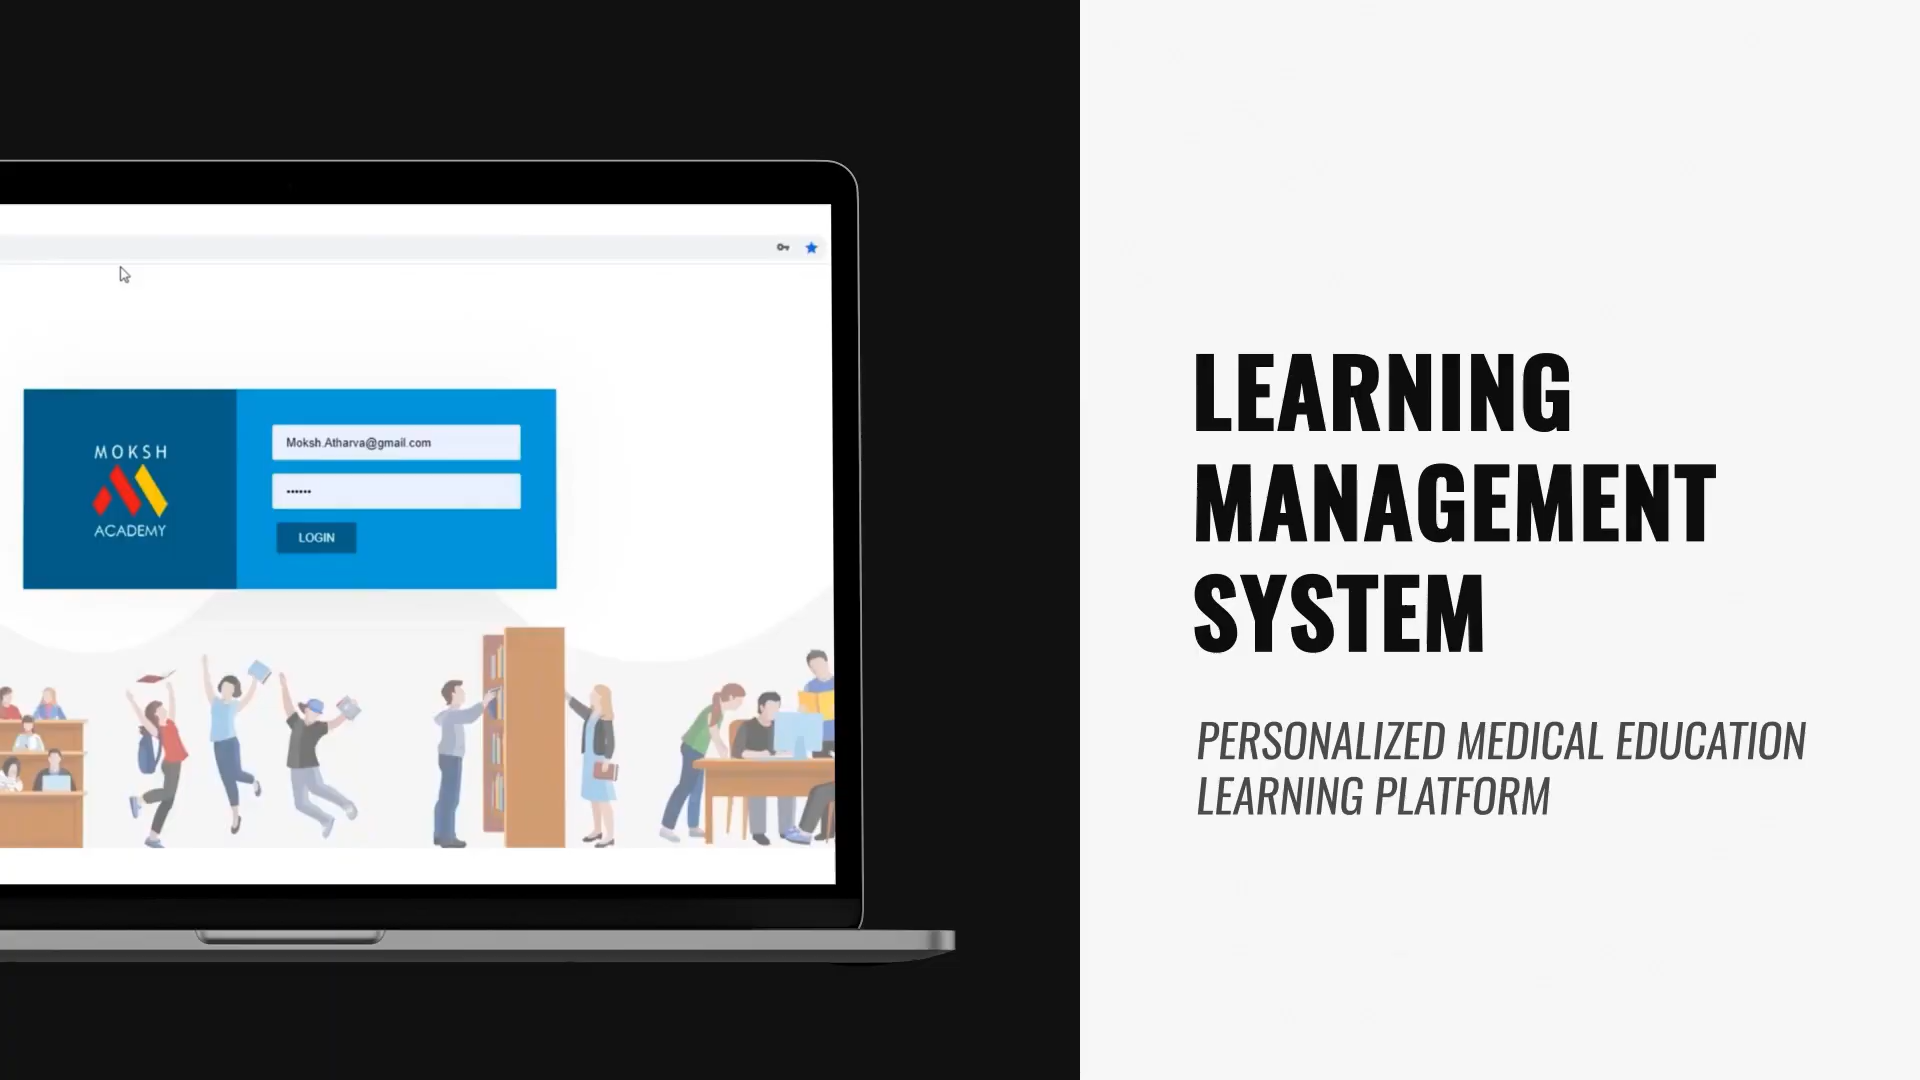 MOKSH
ACADEMY
Moksh.Atharva@gmail.com
••••••
LOGIN
LEARNING
MANAGEMENT
SYSTEM
PERSONALIZED MEDICAL EDUCATION
LEARNING PLATFORM